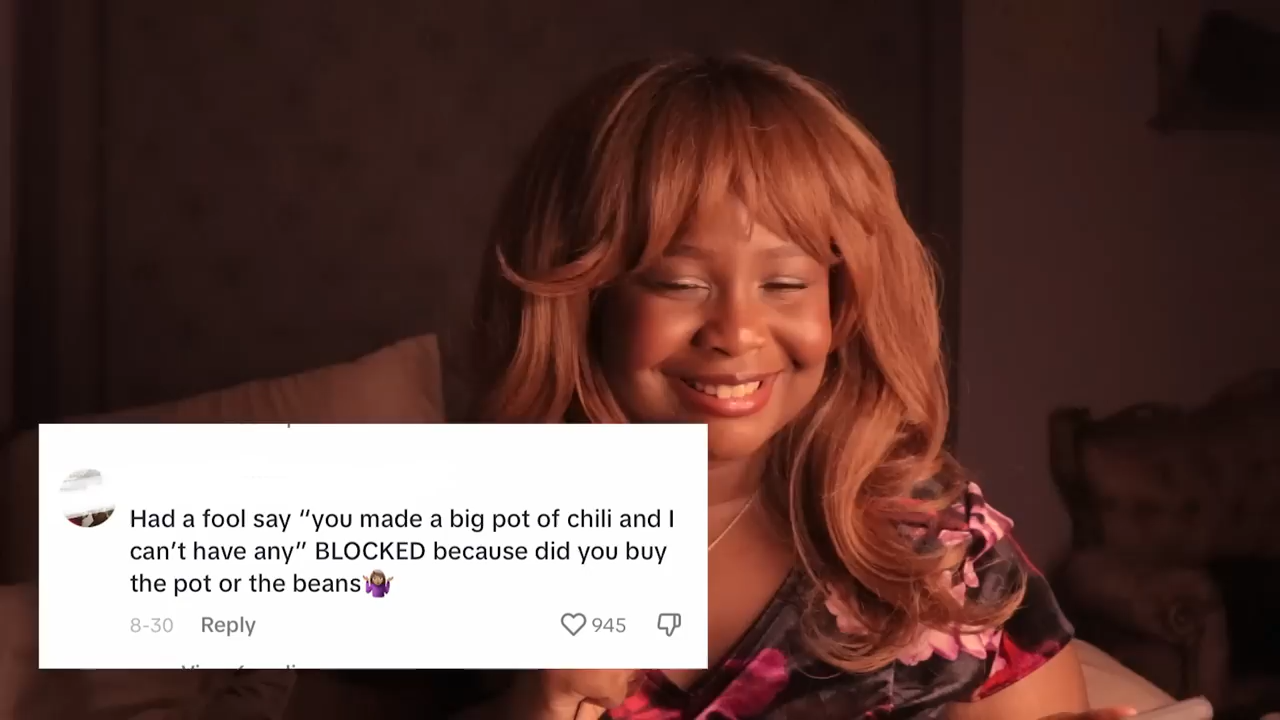 Had a fool say “you made a big pot of chili and I
can’t have any” BLOCKED because did you buy
the pot or the beans🤷🏽‍♀️
8-30 Reply 945